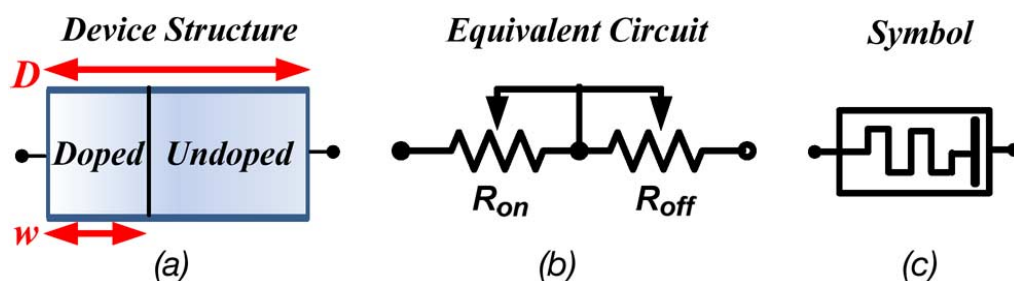 Device Structure
D
Doped
Undoped
w
(a)
Equivalent Circuit
Ron
Roff
(b)
Symbol
(c)